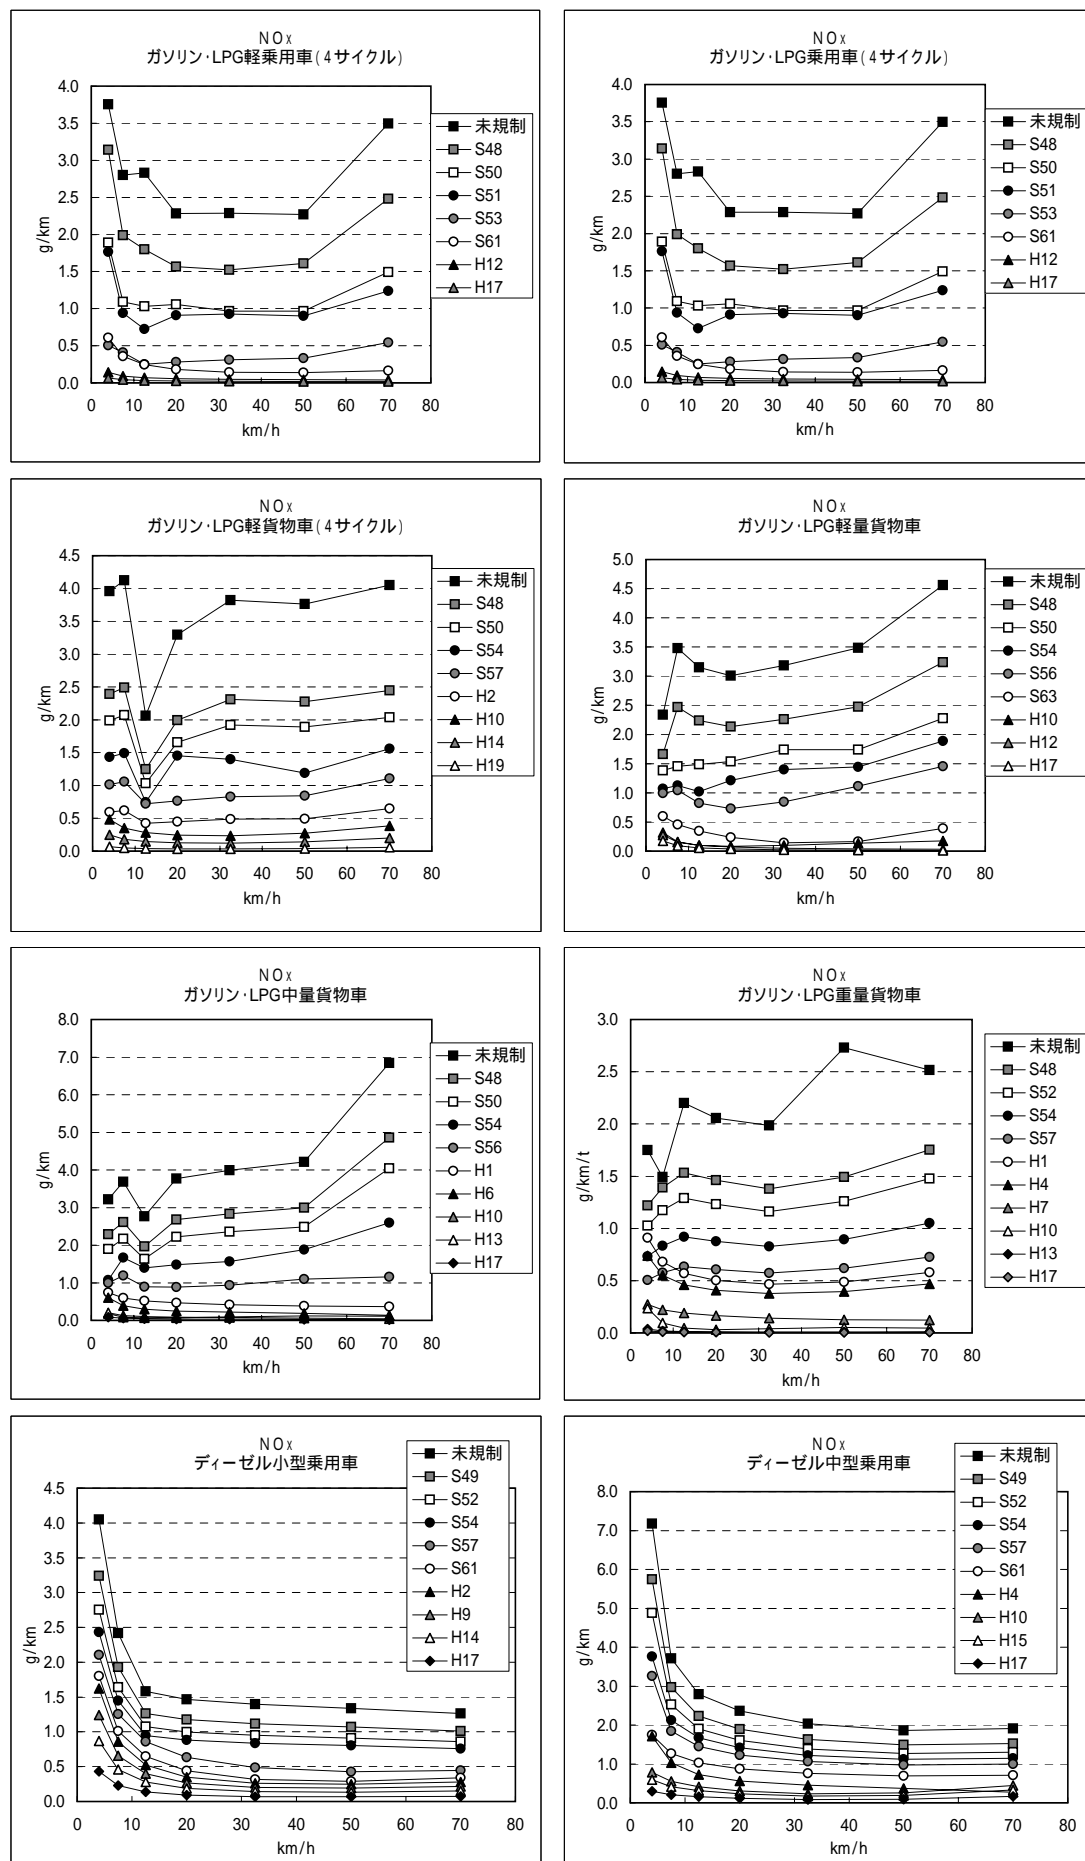 NOx
ガソリン・LPG軽乗用車(4サイクル)
4.0
3.5
3.0
2.5
2.0
1.5
1.0
0.5
0.0
g/km
0 10 20 30 40 50 60 70 80
km/h
未規制
S48
S50
S51
S53
S61
H12
H17
NOx
ガソリン・LPG乗用車(4サイクル)
4.0
3.5
3.0
2.5
2.0
1.5
1.0
0.5
0.0
g/km
0 10 20 30 40 50 60 70 80
km/h
未規制
S48
S50
S51
S53
S61
H12
H17
NOx
ガソリン・LPG軽貨物車(4サイクル)
4.5
4.0
3.5
3.0
2.5
2.0
1.5
1.0
0.5
0.0
g/km
0 10 20 30 40 50 60 70 80
km/h
未規制
S48
S50
S54
S57
H2
H10
H14
H19
NOx
ガソリン・LPG軽量貨物車
5.0
4.5
4.0
3.5
3.0
2.5
2.0
1.5
1.0
0.5
0.0
g/km
0 10 20 30 40 50 60 70 80
km/h
未規制
S48
S50
S54
S56
S63
H10
H12
H17
NOx
ガソリン・LPG中量貨物車
8.0
7.0
6.0
5.0
4.0
3.0
2.0
1.0
0.0
g/km
0 10 20 30 40 50 60 70 80
km/h
未規制
S48
S50
S54
S56
H1
H6
H10
H13
H17
NOx
ガソリン・LPG重量貨物車
3.0
2.5
2.0
1.5
1.0
0.5
0.0
g/km/t
0 10 20 30 40 50 60 70 80
km/h
未規制
S48
S52
S54
S57
H1
H4
H7
H10
H13
H17
NOx
ディーゼル小型乗用車
4.5
4.0
3.5
3.0
2.5
2.0
1.5
1.0
0.5
0.0
g/km
0 10 20 30 40 50 60 70 80
km/h
未規制
S49
S52
S54
S57
S61
H2
H9
H14
H17
NOx
ディーゼル中型乗用車
8.0
7.0
6.0
5.0
4.0
3.0
2.0
1.0
0.0
g/km
0 10 20 30 40 50 60 70 80
km/h
未規制
S49
S52
S54
S57
S61
H4
H10
H15
H17